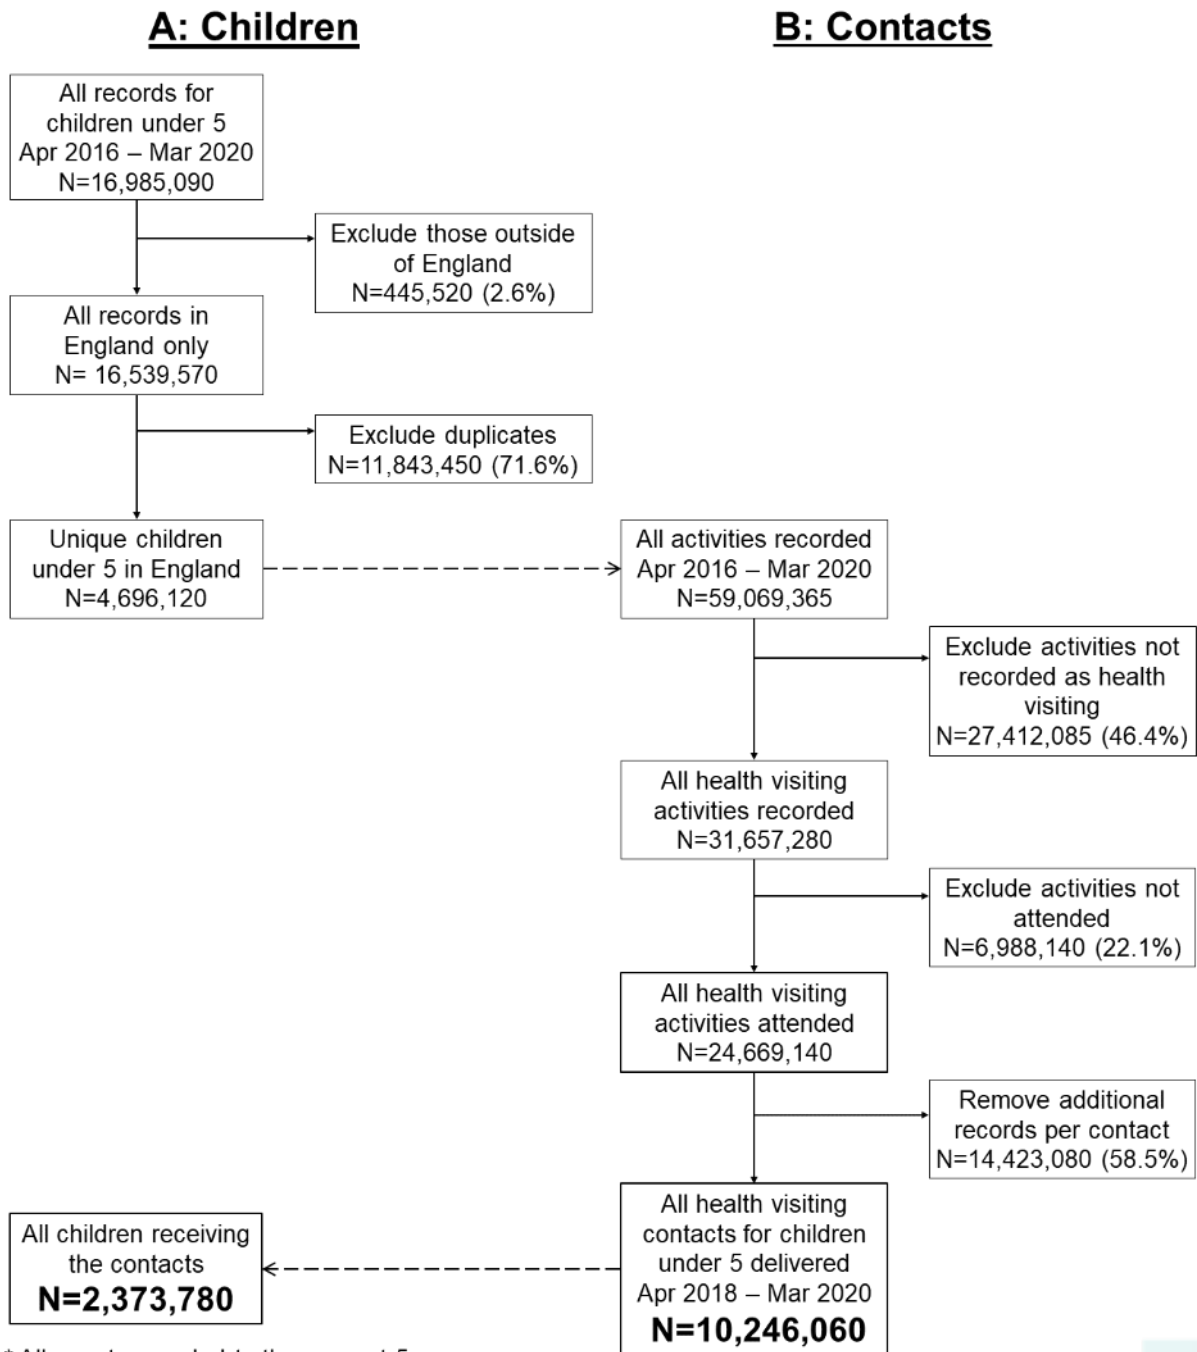 A: Children
B: Contacts
All records for
children under 5
Apr 2016 – Mar 2020
N=16,985,090
Exclude those outside
of England
N=445,520 (2.6%)
All records in
England only
N= 16,539,570
Exclude duplicates
N=11,843,450 (71.6%)
Unique children
under 5 in England
N=4,696,120
All activities recorded
Apr 2016 – Mar 2020
N=59,069,365
Exclude activities not
recorded as health
visiting
N=27,412,085 (46.4%)
All health visiting
activities recorded
N=31,657,280
Exclude activities not
attended
N=6,988,140 (22.1%)
All health visiting
activities attended
N=24,669,140
Remove additional
records per contact
N=14,423,080 (58.5%)
All health visiting
contacts for children
under 5 delivered
Apr 2018 – Mar 2020
N=10,246,060
All children receiving
the contacts
N=2,373,780